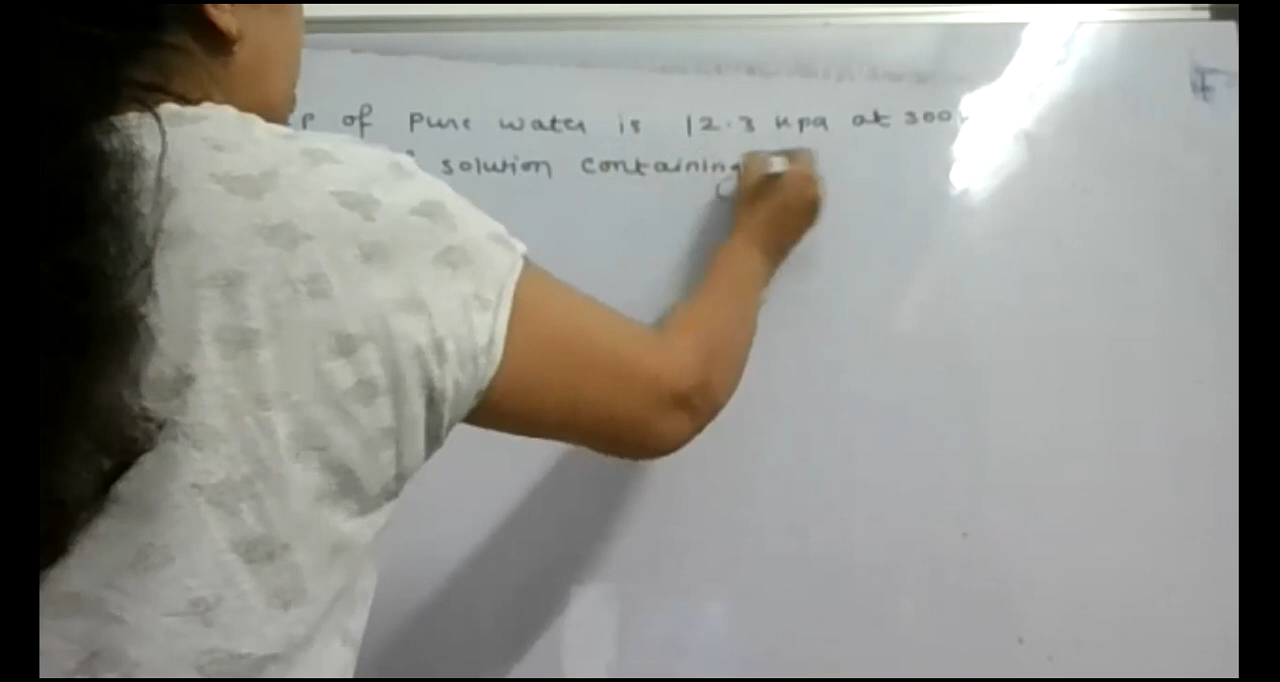 P of pure water is 12.3 kpa at 300
solution containing